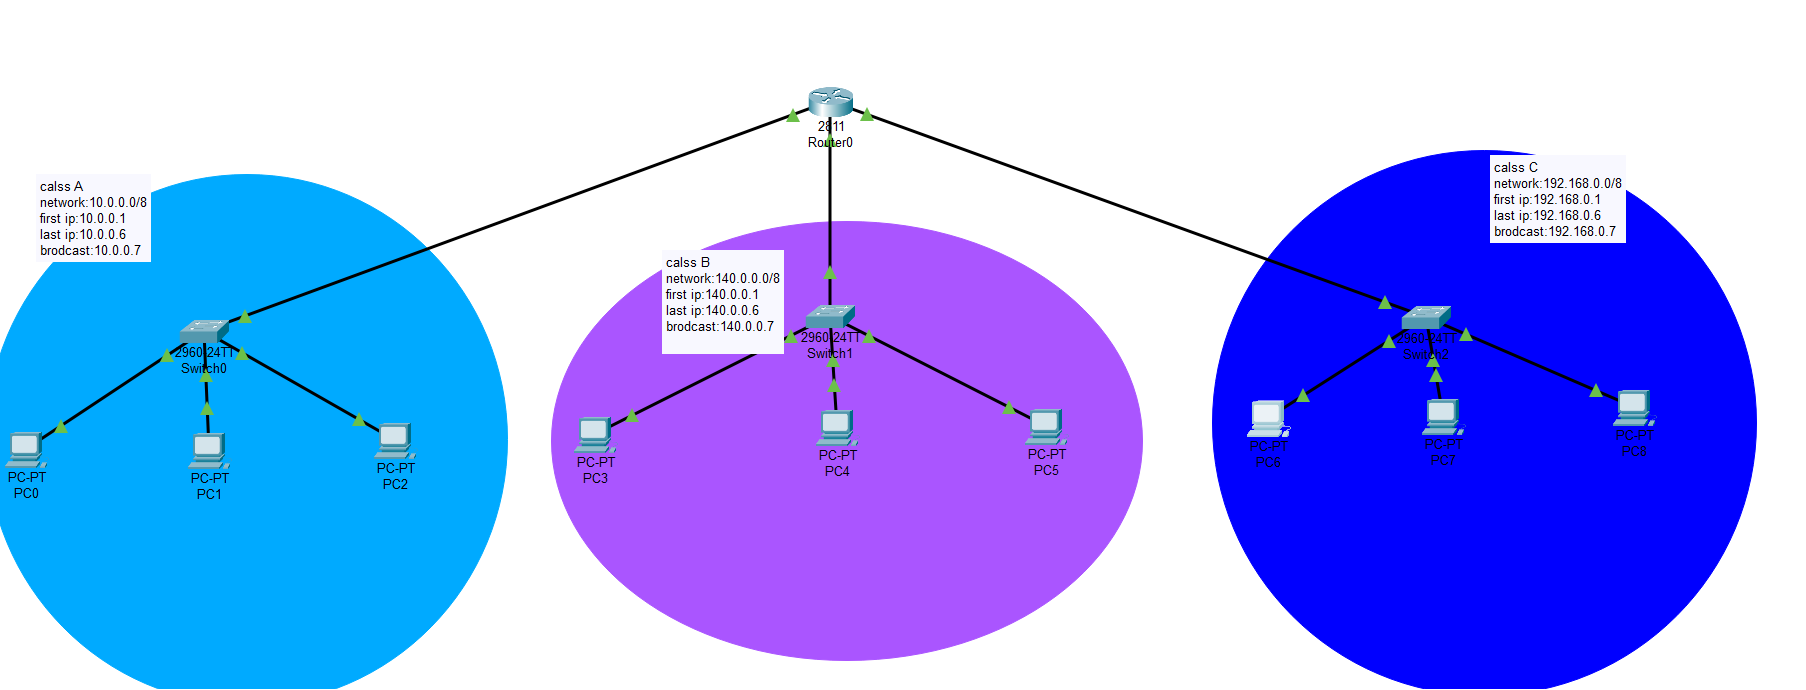 2811
Router0
calss A
network:10.0.0.0/8
first ip:10.0.0.1
last ip:10.0.0.6
brodcast:10.0.0.7
calss B
network:140.0.0.0/8
first ip:140.0.0.1
last ip:140.0.0.6
brodcast:140.0.0.7
calss C
network:192.168.0.0/8
first ip:192.168.0.1
last ip:192.168.0.6
brodcast:192.168.0.7
2960-24TT
Switch0
2960-24TT
Switch1
2960-24TT
Switch2
PC-PT
PC0
PC-PT
PC1
PC-PT
PC2
PC-PT
PC3
PC-PT
PC4
PC-PT
PC5
PC-PT
PC6
PC-PT
PC7
PC-PT
PC8